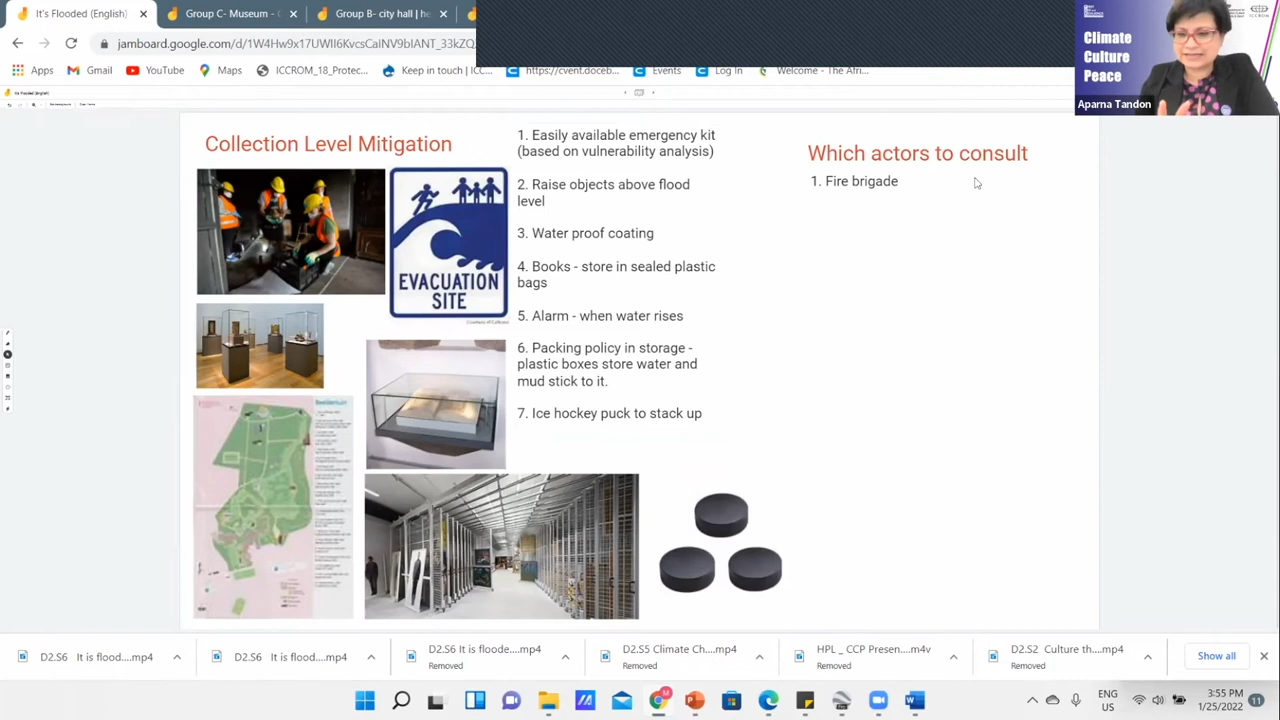 It's Flooded (English)
Group C- Museum -
Group B- city hall | he
jamboard.google.com/d/1W4Hw9x17UWIl6KvcsCaINVRbIANT_33kZQ
Apps
Gmail
YouTube
Maps
ICCROM_18_Protec...
Keep in touch | ICC...
https://cvent.doceb...
Events
Log In
Welcome - The Afri...
ICCROM
Climate
Culture
Peace
Aparna Tandon
Collection Level Mitigation
EVACUATION
SITE
1. Easily available emergency kit
(based on vulnerability analysis)
2. Raise objects above flood
level
3. Water proof coating
4. Books - store in sealed plastic
bags
5. Alarm - when water rises
6. Packing policy in storage -
plastic boxes store water and
mud stick to it.
7. Ice hockey puck to stack up
Which actors to consult
1. Fire brigade
D2.S6 It is flood....mp4
D2.S6 It is flood....mp4
D2.S6 It is floode....mp4
Removed
D2.S5 Climate Ch....mp4
Removed
HPL _ CCP Presen....m4v
Removed
D2.S2 Culture th....mp4
Removed
Show all
ENG
US
3:55 PM
1/25/2022
11